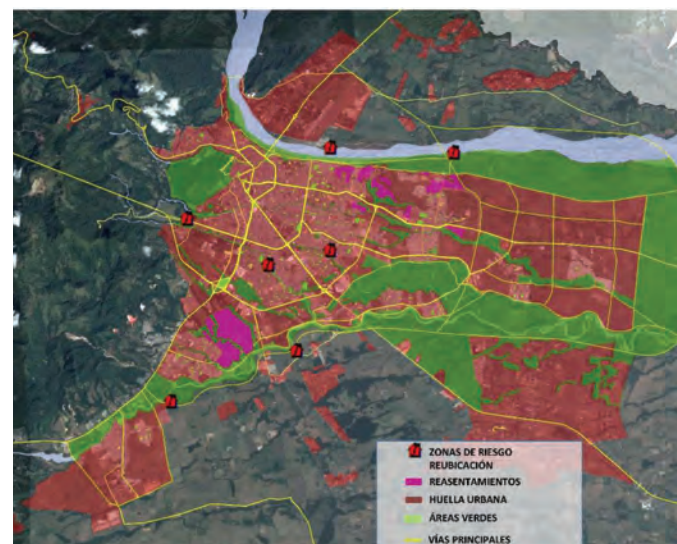 ZONAS DE RIESGO
REUBICACIÓN
REASENTAMIENTOS
HUELLA URBANA
ÁREAS VERDES
VÍAS PRINCIPALES